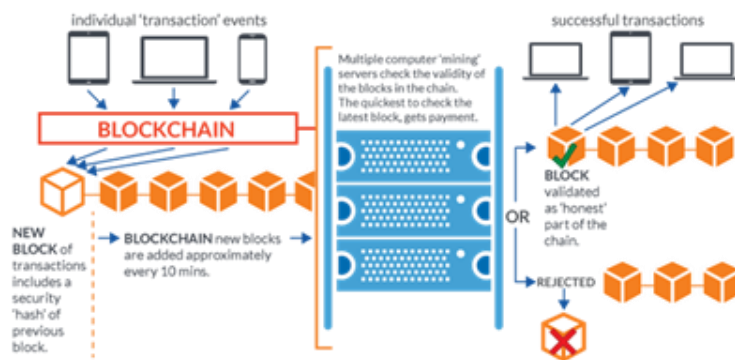 individual 'transaction' events
BLOCKCHAIN
NEW
BLOCK of
transactions
includes a
security
'hash' of
previous
block.
BLOCKCHAIN new blocks
are added approximately
every 10 mins.
Multiple computer 'mining'
servers check the validity of
the blocks in the chain.
The quickest to check the
latest block, gets payment.
OR
successful transactions
BLOCK
validated
as 'honest'
part of the
chain.
REJECTED